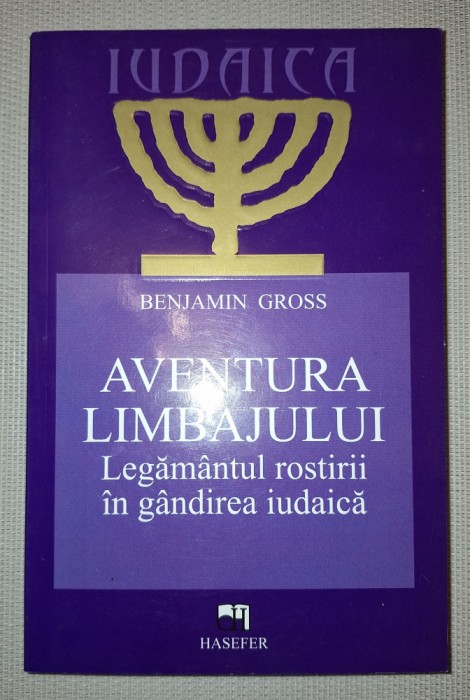 IUDAICA
BENJAMIN GROSS
AVENTURA
LIMBAJULUI
Legământul rostirii
în gândirea iudaică
HASEFER